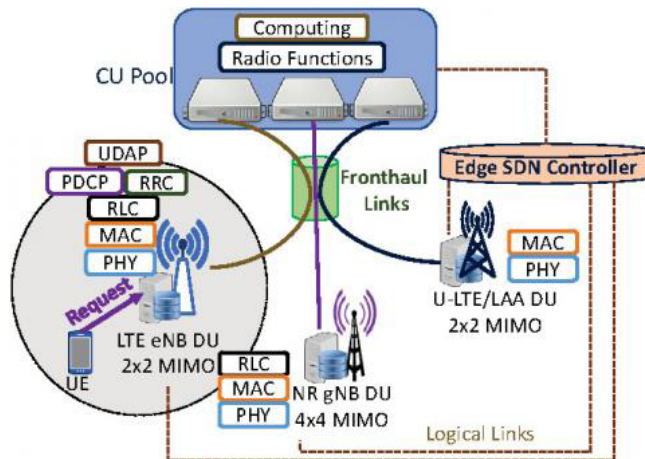 Computing
Radio Functions
CU Pool
UDAP
PDCP
RRC
RLC
MAC
PHY
Request
UE
LTE eNB DU
2x2 MIMO
Fronthaul
Links
Edge SDN Controller
MAC
PHY
U-LTE/LAA DU
2x2 MIMO
RLC
MAC
PHY
NR gNB DU
4x4 MIMO
Logical Links